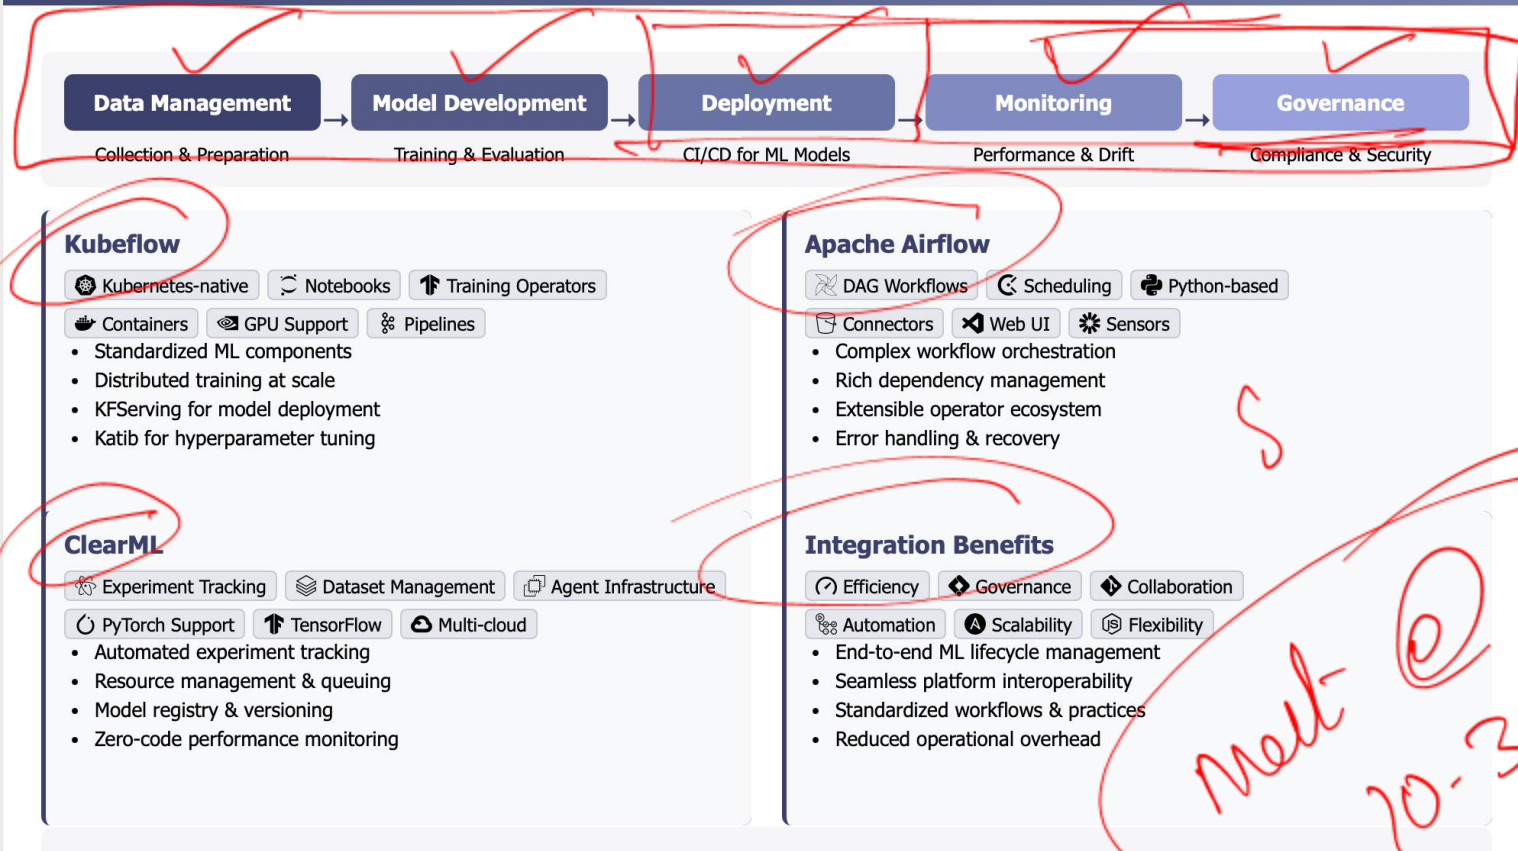 Data Management
Model Development
Deployment
Monitoring
Governance
Collection & Preparation
Training & Evaluation
CI/CD for ML Models
Performance & Drift
Compliance & Security
Kubeflow
Kubernetes-native Notebooks Training Operators
Containers GPU Support Pipelines
• Standardized ML components
• Distributed training at scale
• KFServing for model deployment
• Katib for hyperparameter tuning
Apache Airflow
DAG Workflows Scheduling Python-based
Connectors Web UI Sensors
• Complex workflow orchestration
• Rich dependency management
• Extensible operator ecosystem
• Error handling & recovery
S
ClearML
Experiment Tracking Dataset Management Agent Infrastructure
PyTorch Support TensorFlow Multi-cloud
• Automated experiment tracking
• Resource management & queuing
• Model registry & versioning
• Zero-code performance monitoring
Integration Benefits
Efficiency Governance Collaboration
Automation Scalability Flexibility
• End-to-end ML lifecycle management
• Seamless platform interoperability
• Standardized workflows & practices
• Reduced operational overhead
@
10-3